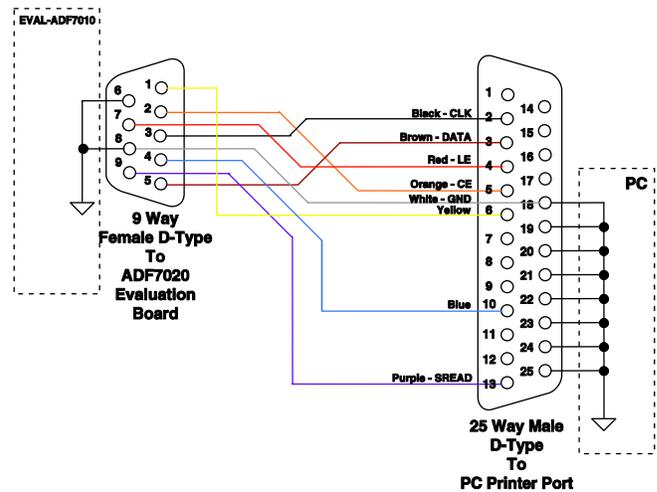 EVAL-ADF7010
6
7
8
9
1
2
3
4
5
9 Way
Female D-Type
To
ADF7020
Evaluation
Board
Black - CLK
Brown - DATA
Red - LE
Orange - CE
White - GND
Yellow
Blue
Purple - SREAD
1
2
3
4
5
6
7
8
9
10
11
12
13
14
15
16
17
18
19
20
21
22
23
24
25
PC
25 Way Male
D-Type
To
PC Printer Port